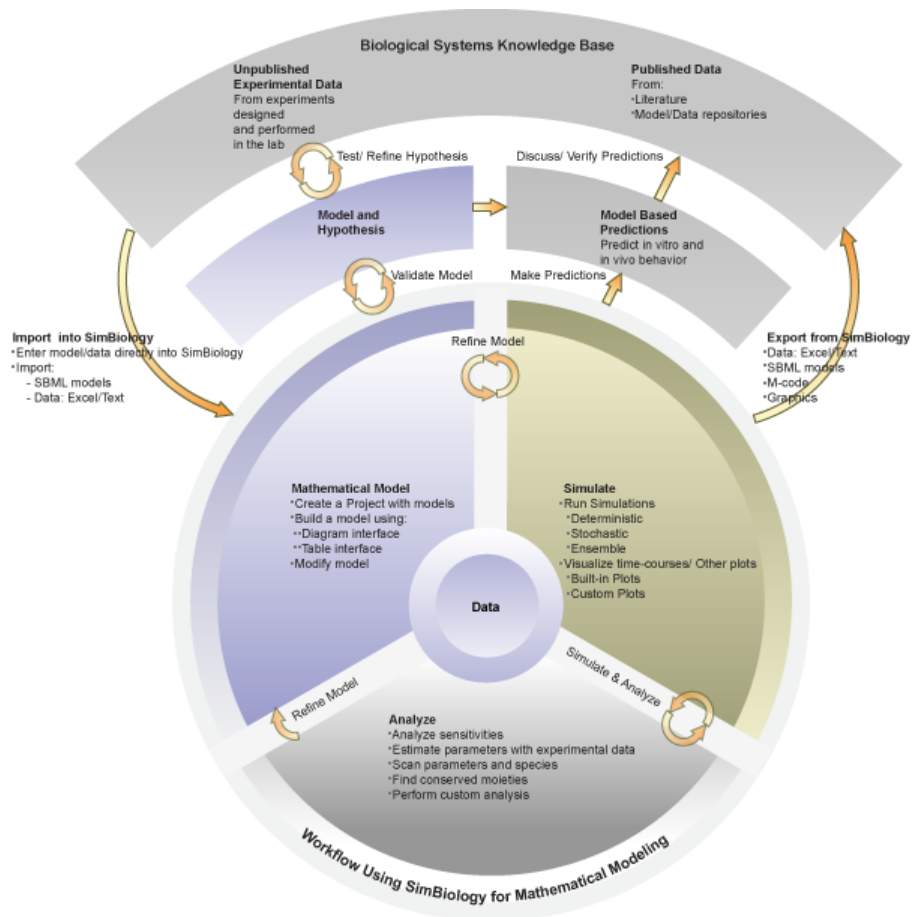 Biological Systems Knowledge Base
Unpublished
Experimental Data
From experiments
designed
and performed
in the lab
Published Data
From:
•Literature
•Model/Data repositories
Test/ Refine Hypothesis
Discuss/ Verify Predictions
Model and
Hypothesis
Model Based
Predictions
Predict in vitro and
in vivo behavior
Validate Model
Make Predictions
Import into SimBiology
•Enter model/data directly into SimBiology
•Import:
- SBML models
- Data: Excel/Text
Refine Model
Export from SimBiology
•Data: Excel/Text
•SBML models
•M-code
•Graphics
Mathematical Model
•Create a Project with models
•Build a model using:
••Diagram interface
••Table interface
•Modify model
Simulate
•Run Simulations
•Deterministic
•Stochastic
•Ensemble
•Visualize time-courses/ Other plots
•Built-in Plots
•Custom Plots
Data
Refine Model
Simulate & Analyze
Analyze
•Analyze sensitivities
•Estimate parameters with experimental data
•Scan parameters and species
•Find conserved moieties
•Perform custom analysis
Workflow Using SimBiology for Mathematical Modeling